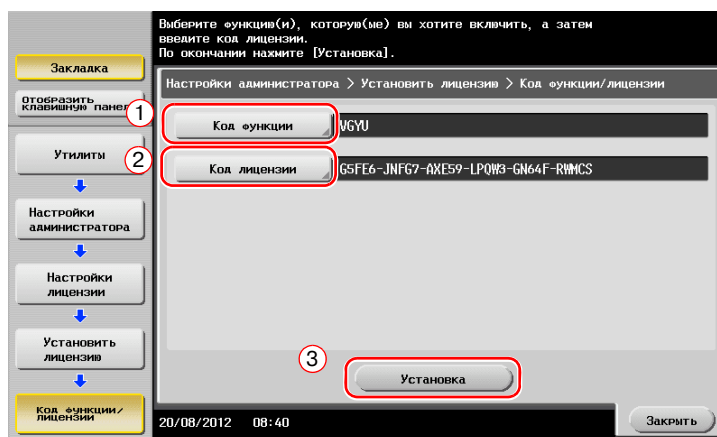 Выберите функцию(и), которую(ые) вы хотите включить, а затем
введите код лицензии.
По окончании нажмите [Установка].
Закладка
Отобразить
клавишную панель
Настройки администратора > Установить лицензию > Код функции/лицензии
1
Код функции
VGYU
2
Код лицензии
G5FE6-JNFG7-AXE59-LPQW3-GN64F-RWMCS
Утилиты
Настройки
администратора
Настройки
лицензии
Установить
лицензию
3
Установка
Код функции/
лицензии
20/08/2012 08:40
Закрыть